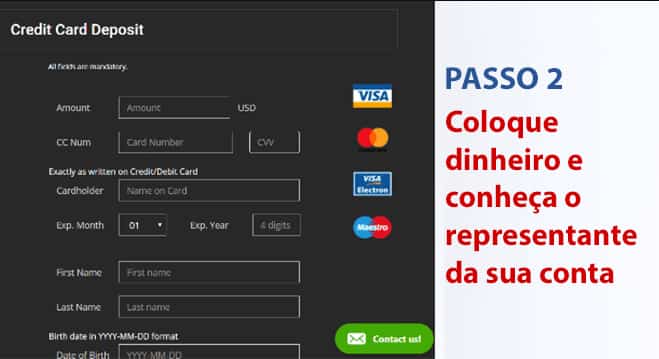 Credit Card Deposit
All fields are mandatory.
Amount Amount USD
VISA
CC Num Card Number CVV
Exactly as written on Credit/Debit Card
Cardholder Name on Card
VISA
Electron
Exp. Month 01 Exp. Year 4 digits
Maestro
First Name First name
Last Name Last name
Birth date in YYYY-MM-DD format
Date of Birth YYYY-MM-DD
Contact us!
PASSO 2
Coloque
dinheiro e
conheça o
representante
da sua conta